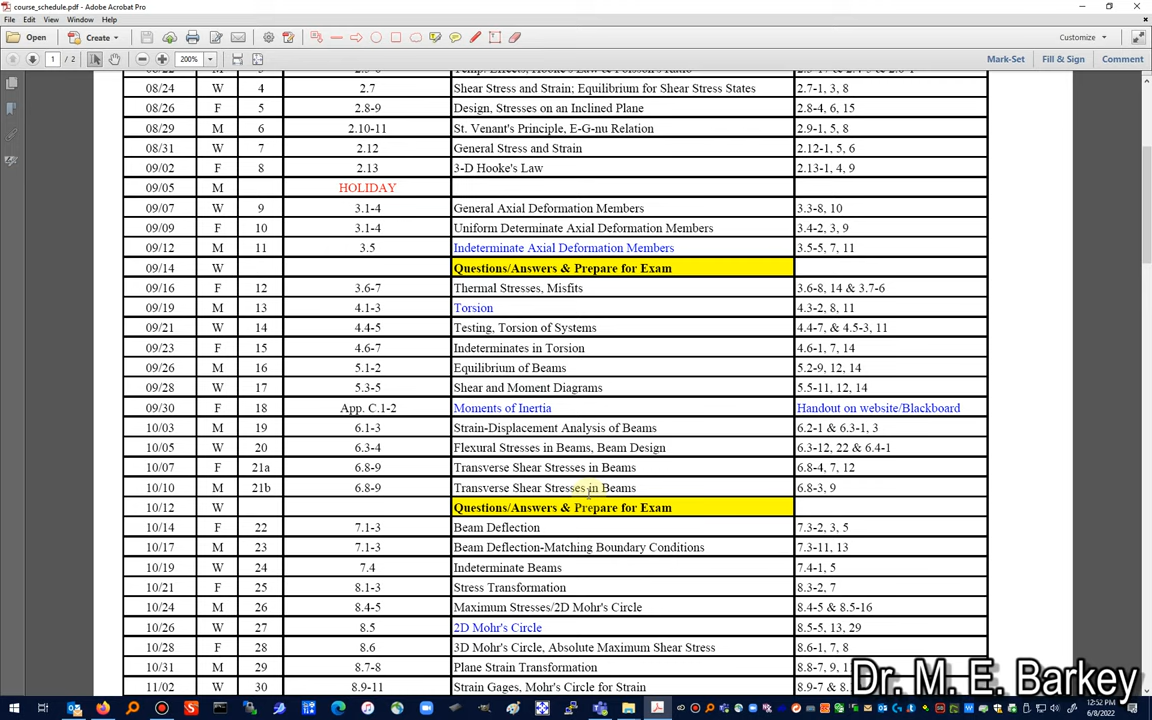 course_schedule.pdf - Adobe Acrobat Pro
File Edit View Window Help
Open Create Customize
1 / 2 200% Mark-Set Fill & Sign Comment
08/24 W 4 2.7 Shear Stress and Strain; Equilibrium for Shear Stress States 2.7-1, 3, 8
08/26 F 5 2.8-9 Design, Stresses on an Inclined Plane 2.8-4, 6, 15
08/29 M 6 2.10-11 St. Venant's Principle, E-G-nu Relation 2.9-1, 5, 8
08/31 W 7 2.12 General Stress and Strain 2.12-1, 5, 6
09/02 F 8 2.13 3-D Hooke's Law 2.13-1, 4, 9
09/05 M HOLIDAY
09/07 W 9 3.1-4 General Axial Deformation Members 3.3-8, 10
09/09 F 10 3.1-4 Uniform Determinate Axial Deformation Members 3.4-2, 3, 9
09/12 M 11 3.5 Indeterminate Axial Deformation Members 3.5-5, 7, 11
09/14 W Questions/Answers & Prepare for Exam
09/16 F 12 3.6-7 Thermal Stresses, Misfits 3.6-8, 14 & 3.7-6
09/19 M 13 4.1-3 Torsion 4.3-2, 8, 11
09/21 W 14 4.4-5 Testing, Torsion of Systems 4.4-7, & 4.5-3, 11
09/23 F 15 4.6-7 Indeterminates in Torsion 4.6-1, 7, 14
09/26 M 16 5.1-2 Equilibrium of Beams 5.2-9, 12, 14
09/28 W 17 5.3-5 Shear and Moment Diagrams 5.5-11, 12, 14
09/30 F 18 App. C.1-2 Moments of Inertia Handout on website/Blackboard
10/03 M 19 6.1-3 Strain-Displacement Analysis of Beams 6.2-1 & 6.3-1, 3
10/05 W 20 6.3-4 Flexural Stresses in Beams, Beam Design 6.3-12, 22 & 6.4-1
10/07 F 21a 6.8-9 Transverse Shear Stresses in Beams 6.8-4, 7, 12
10/10 M 21b 6.8-9 Transverse Shear Stresses in Beams 6.8-3, 9
10/12 W Questions/Answers & Prepare for Exam
10/14 F 22 7.1-3 Beam Deflection 7.3-2, 3, 5
10/17 M 23 7.1-3 Beam Deflection-Matching Boundary Conditions 7.3-11, 13
10/19 W 24 7.4 Indeterminate Beams 7.4-1, 5
10/21 F 25 8.1-3 Stress Transformation 8.3-2, 7
10/24 M 26 8.4-5 Maximum Stresses/2D Mohr's Circle 8.4-5 & 8.5-16
10/26 W 27 8.5 2D Mohr's Circle 8.5-5, 13, 29
10/28 F 28 8.6 3D Mohr's Circle, Absolute Maximum Shear Stress 8.6-1, 7, 8
10/31 M 29 8.7-8 Plane Strain Transformation 8.8-7, 9,
11/02 W 30 8.9-11 Strain Gages, Mohr's Circle for Strain 8.9-7 & 8.
Dr. M. E. Barkey
12:52 PM
6/8/2022